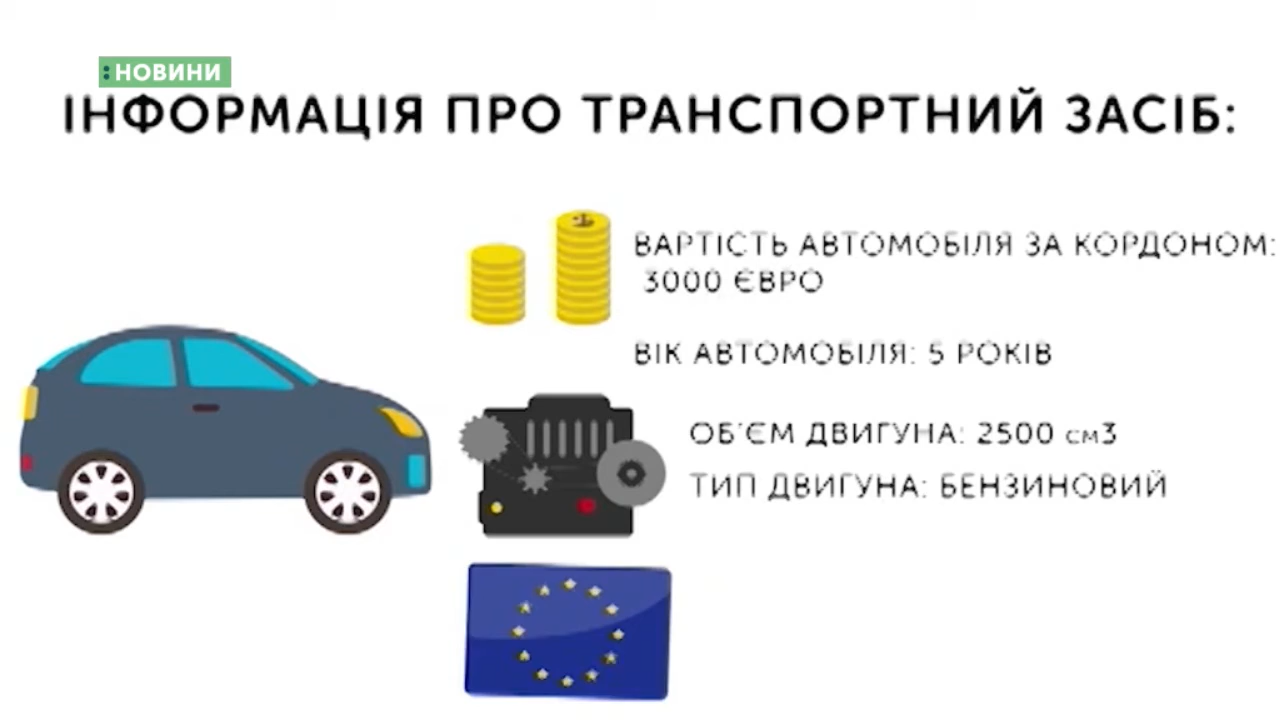 :НОВИНИ
ІНФОРМАЦІЯ ПРО ТРАНСПОРТНИЙ ЗАСІБ:
ВАРТІСТЬ АВТОМОБІЛЯ ЗА КОРДОНОМ:
3000 ЄВРО
ВІК АВТОМОБІЛЯ: 5 РОКІВ
ОБ'ЄМ ДВИГУНА: 2500 см3
ТИП ДВИГУНА: БЕНЗИНОВИЙ